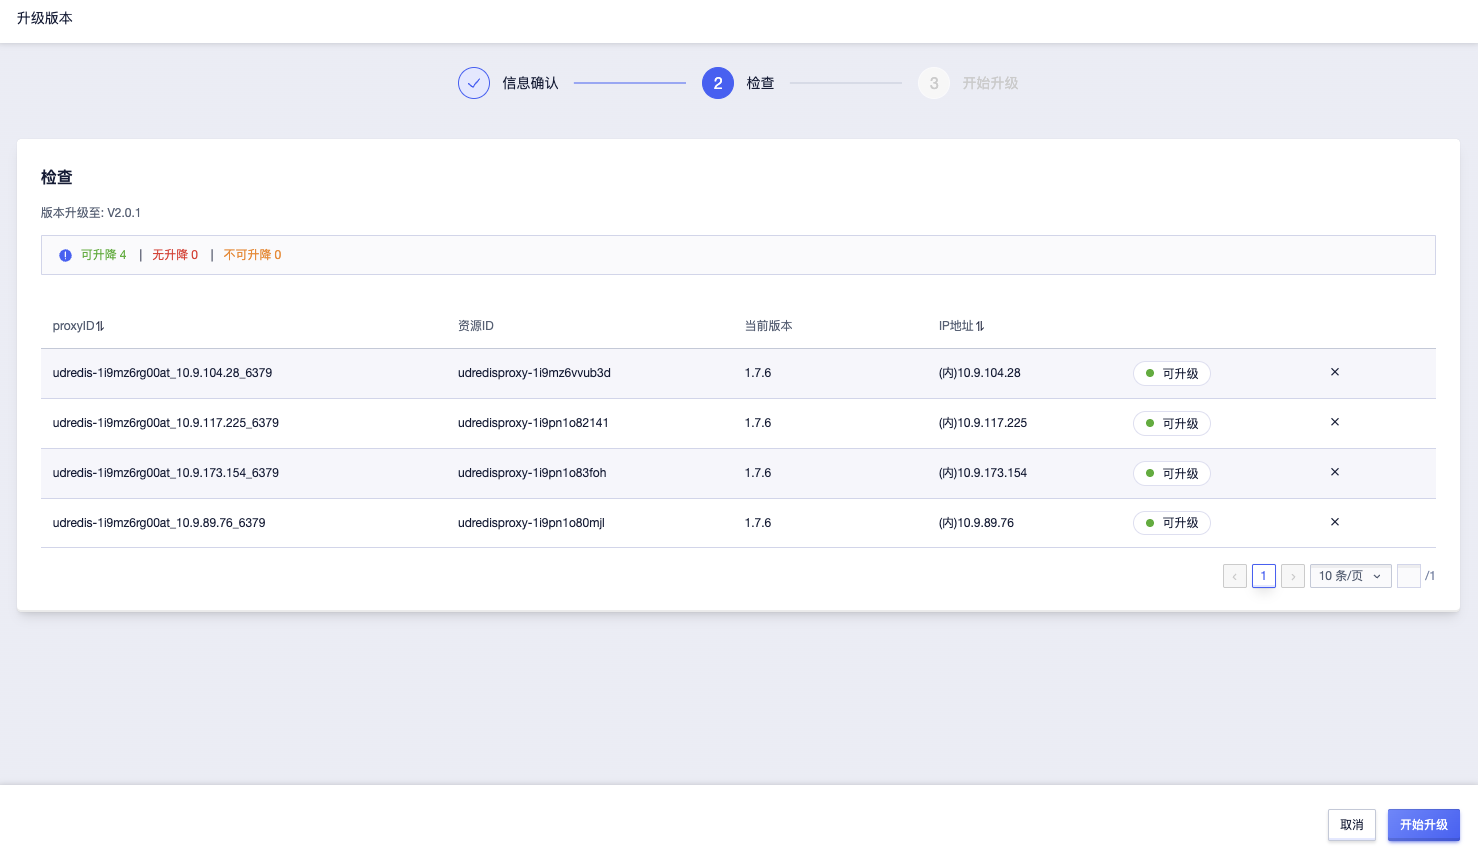 升级版本
信息确认 2 检查 3 开始升级
检查
版本升级至: V2.0.1
可升降 4 | 无升降 0 | 不可升降 0
proxyID 资源ID 当前版本 IP地址
udredis-1i9mz6rg00at_10.9.104.28_6379 udredisproxy-1i9mz6vvub3d 1.7.6 (内)10.9.104.28 可升级
udredis-1i9mz6rg00at_10.9.117.225_6379 udredisproxy-1i9pn1o82141 1.7.6 (内)10.9.117.225 可升级
udredis-1i9mz6rg00at_10.9.173.154_6379 udredisproxy-1i9pn1o83foh 1.7.6 (内)10.9.173.154 可升级
udredis-1i9mz6rg00at_10.9.89.76_6379 udredisproxy-1i9pn1o80mjl 1.7.6 (内)10.9.89.76 可升级
1 10 条/页 /1
取消 开始升级